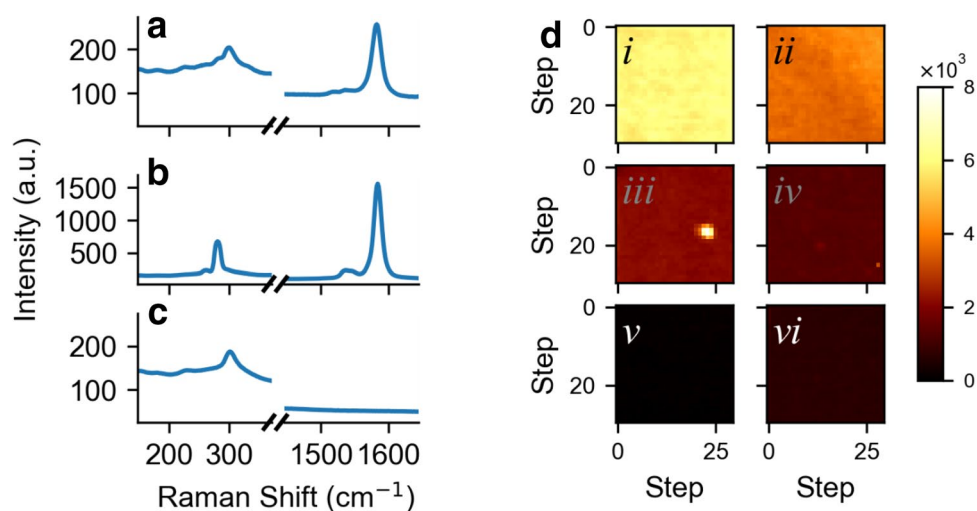 a
200
100
b
1500
1000
500
c
200
100
200 300 1500 1600
Raman Shift (cm⁻¹)
Intensity (a.u.)
d
0
20
Step
i
ii
0
20
Step
iii
iv
0
20
Step
v
vi
0 25 0 25
Step Step
×10³
8
6
4
2
0